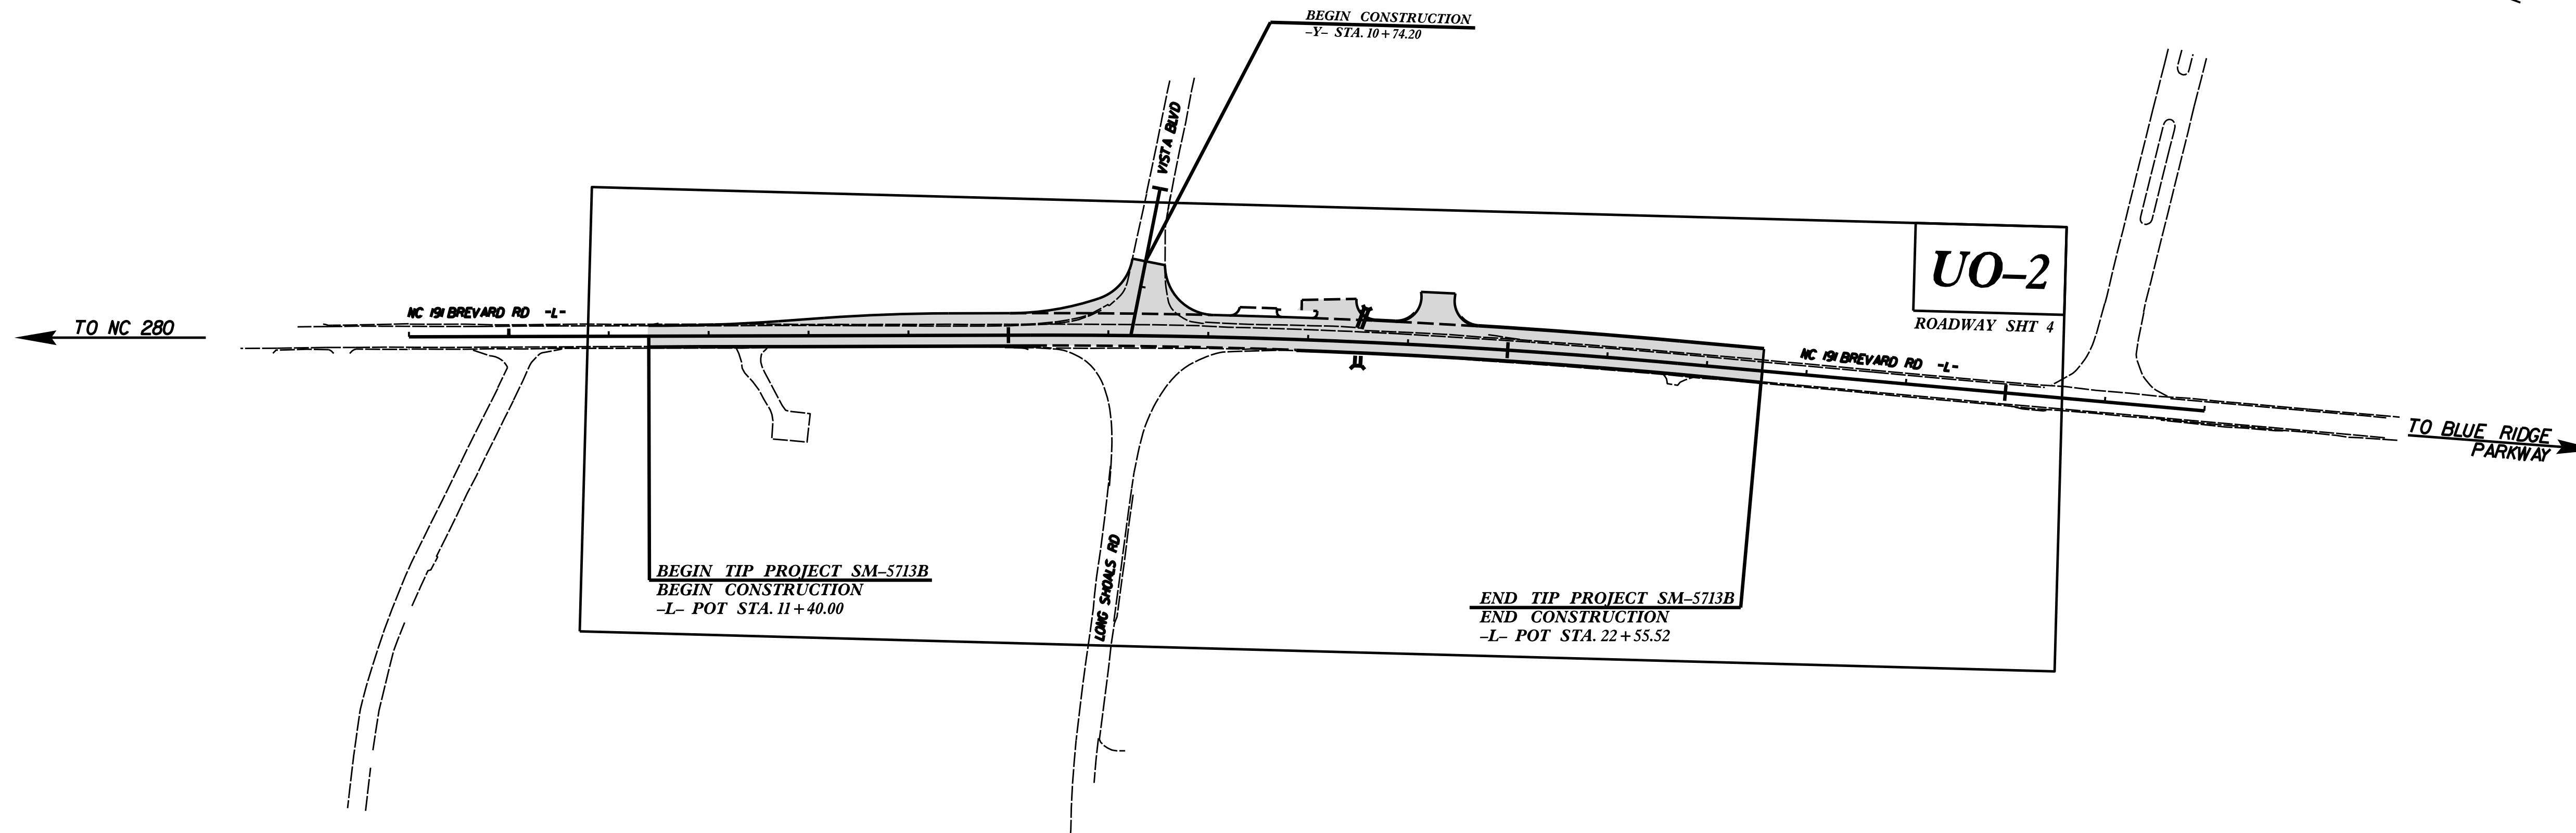 BEGIN CONSTRUCTION
–Y– STA. 10+74.20
VISTA BLVD
UO–2
ROADWAY SHT 4
TO NC 280
NC 191 BREVARD RD -L-
NC 191 BREVARD RD -L-
TO BLUE RIDGE
PARKWAY
LONG SHOALS RD
BEGIN TIP PROJECT SM–5713B
BEGIN CONSTRUCTION
–L– POT STA. 11+40.00
END TIP PROJECT SM–5713B
END CONSTRUCTION
–L– POT STA. 22+55.52